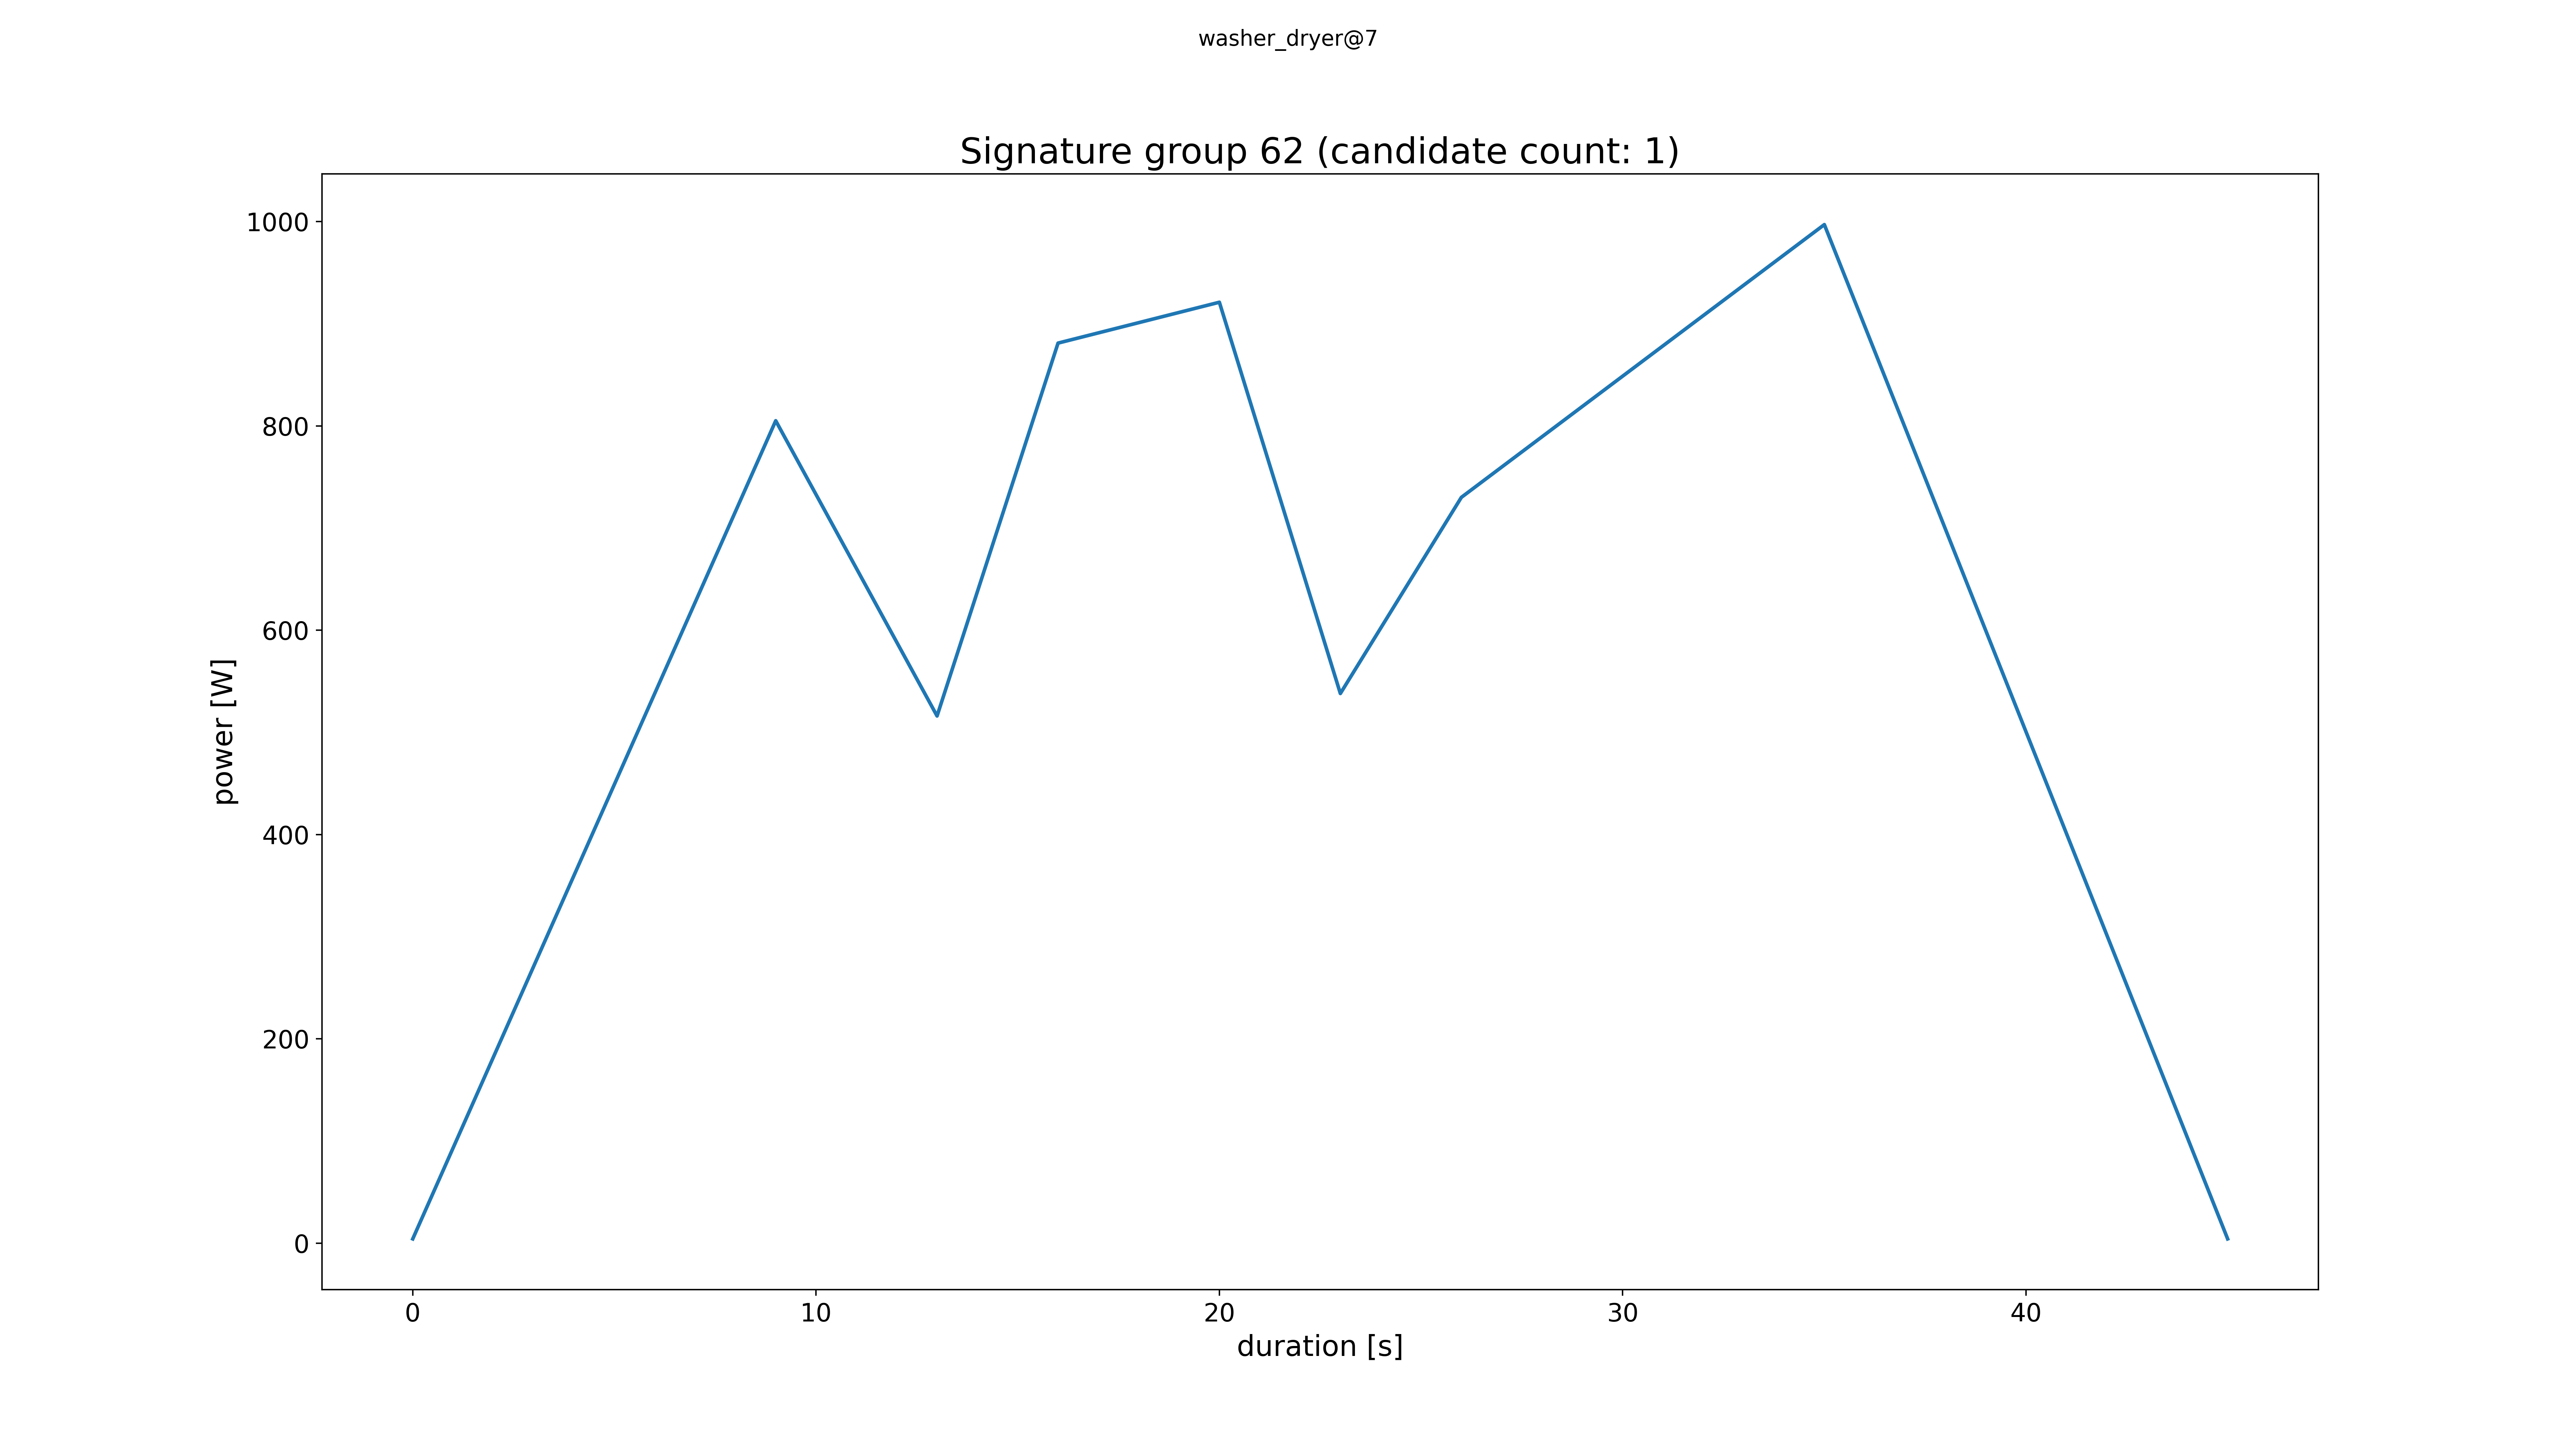 washer_dryer@7
Signature group 62 (candidate count: 1)
1000
800
600
400
200
0
power [W]
0 10 20 30 40
duration [s]